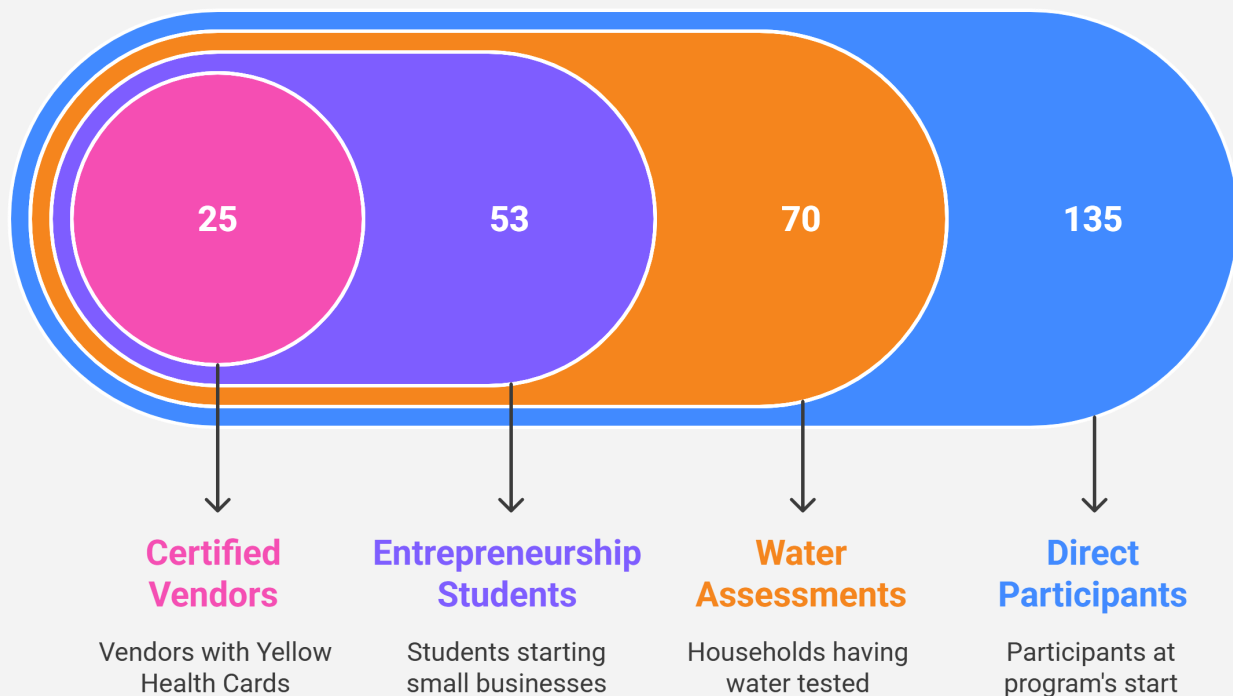 25
53
70
135
Certified
Vendors
Vendors with Yellow
Health Cards
Entrepreneurship
Students
Students starting
small businesses
Water
Assessments
Households having
water tested
Direct
Participants
Participants at
program's start